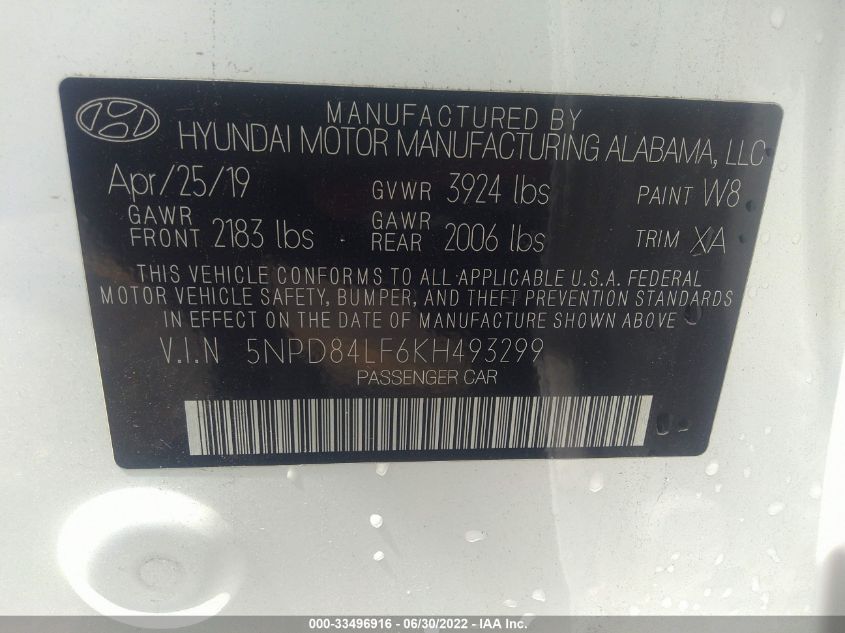 MANUFACTURED BY
HYUNDAI MOTOR MANUFACTURING ALABAMA, LLC
Apr/25/19 GVWR 3924 lbs PAINT W8
GAWR FRONT 2183 lbs GAWR REAR 2006 lbs TRIM XA
THIS VEHICLE CONFORMS TO ALL APPLICABLE U.S.A. FEDERAL
MOTOR VEHICLE SAFETY, BUMPER, AND THEFT PREVENTION STANDARDS
IN EFFECT ON THE DATE OF MANUFACTURE SHOWN ABOVE
V.I.N 5NPD84LF6KH493299
PASSENGER CAR
000-33496916 - 06/30/2022 - IAA Inc.